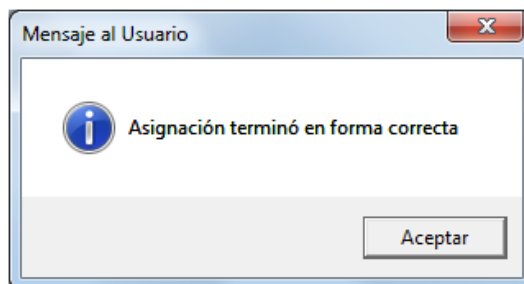 Mensaje al Usuario
Asignación terminó en forma correcta
Aceptar